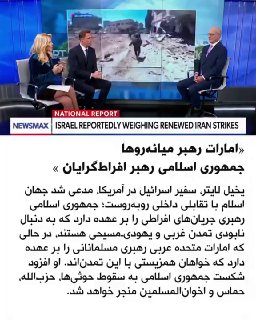 NATIONAL REPORT
NEWSMAX
ISRAEL REPORTEDLY WEIGHING RENEWED IRAN STRIKES
«امارات رهبر میانه‌روها
جمهوری اسلامی رهبر افراط‌گرایان »
یخیل لایتر، سفیر اسرائیل در آمریکا، مدعی شد جهان
اسلام با تقابلی داخلی روبه‌روست؛ جمهوری اسلامی
رهبری جریان‌های افراطی را بر عهده دارد که به دنبال
نابودی تمدن غربی و یهودی‌مسیحی هستند، در حالی
که امارات متحده عربی رهبری مسلمانانی را بر عهده
دارد که خواهان همزیستی با این تمدن‌اند. او افزود
شکست جمهوری اسلامی به سقوط حوثی‌ها، حزب‌الله،
حماس و اخوان‌المسلمین منجر خواهد شد.